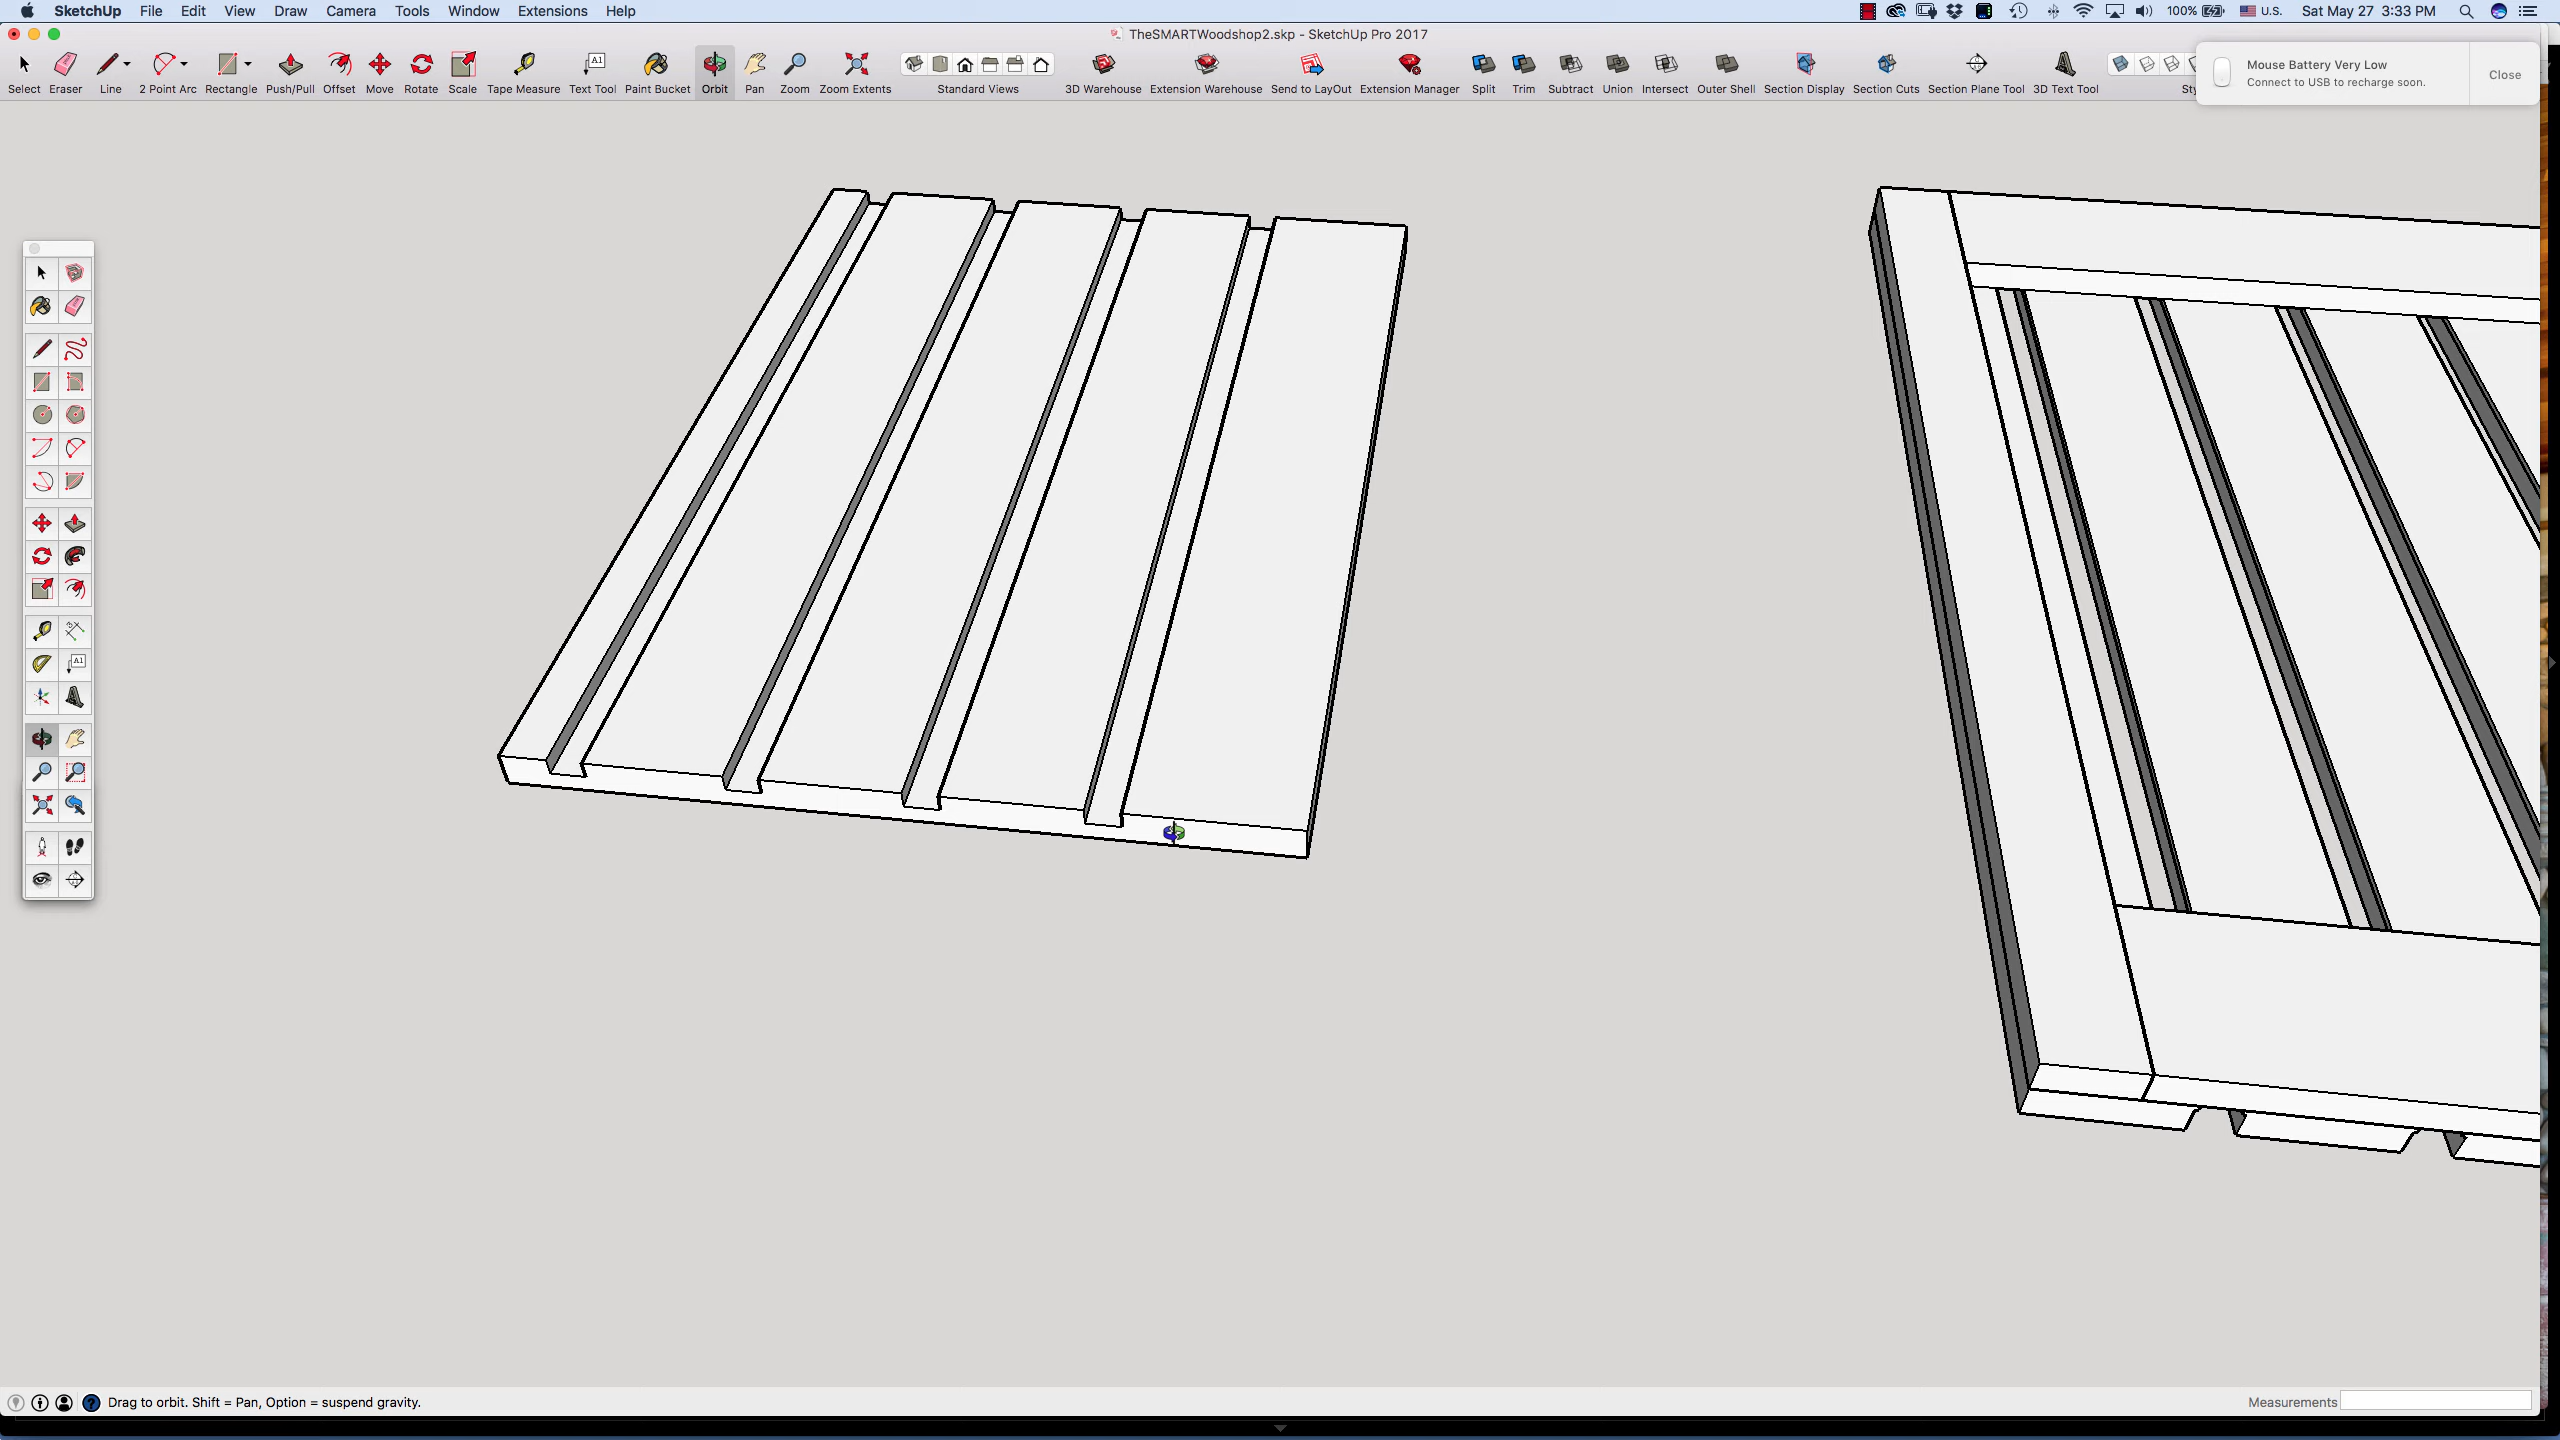 SketchUp File Edit View Draw Camera Tools Window Extensions Help 100% U.S. Sat May 27 3:33 PM
TheSMARTWoodshop2.skp - SketchUp Pro 2017
Select Eraser Line 2 Point Arc Rectangle Push/Pull Offset Move Rotate Scale Tape Measure Text Tool Paint Bucket Orbit Pan Zoom Zoom Extents Standard Views 3D Warehouse Extension Warehouse Send to LayOut Extension Manager Split Trim Subtract Union Intersect Outer Shell Section Display Section Cuts Section Plane Tool 3D Text Tool
Mouse Battery Very Low
Connect to USB to recharge soon.
Close
Drag to orbit. Shift = Pan, Option = suspend gravity.
Measurements